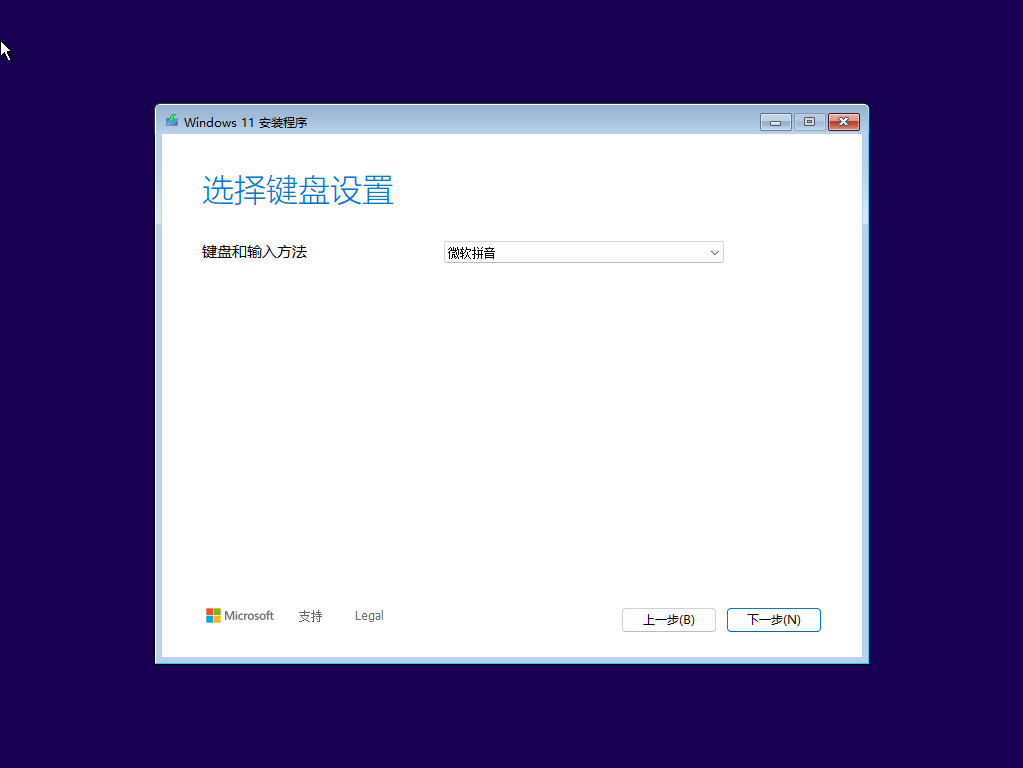 Windows 11 安装程序
选择键盘设置
键盘和输入方法
微软拼音
Microsoft 支持 Legal
上一步(B) 下一步(N)